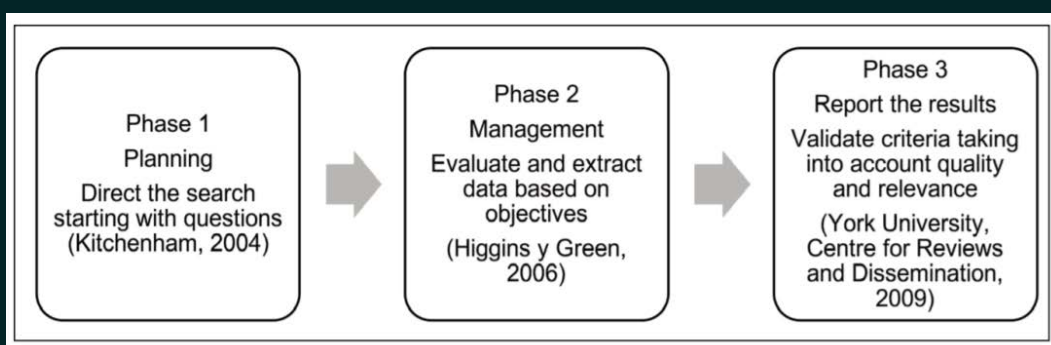 Phase 1
Planning
Direct the search
starting with questions
(Kitchenham, 2004)
Phase 2
Management
Evaluate and extract
data based on
objectives
(Higgins y Green,
2006)
Phase 3
Report the results
Validate criteria taking
into account quality
and relevance
(York University,
Centre for Reviews
and Dissemination,
2009)